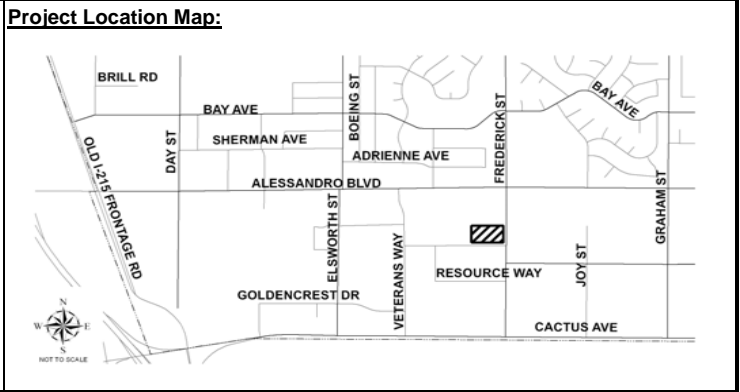 Project Location Map:
BRILL RD
BAY AVE
BOEING ST
FREDERICK ST
BAY AVE
DAY ST
SHERMAN AVE
ADRIENNE AVE
OLD I-215 FRONTAGE RD
ALESSANDRO BLVD
GRAHAM ST
ELSWORTH ST
VETERANS WAY
JOY ST
RESOURCE WAY
GOLDENCREST DR
CACTUS AVE
N
W E
S
NOT TO SCALE